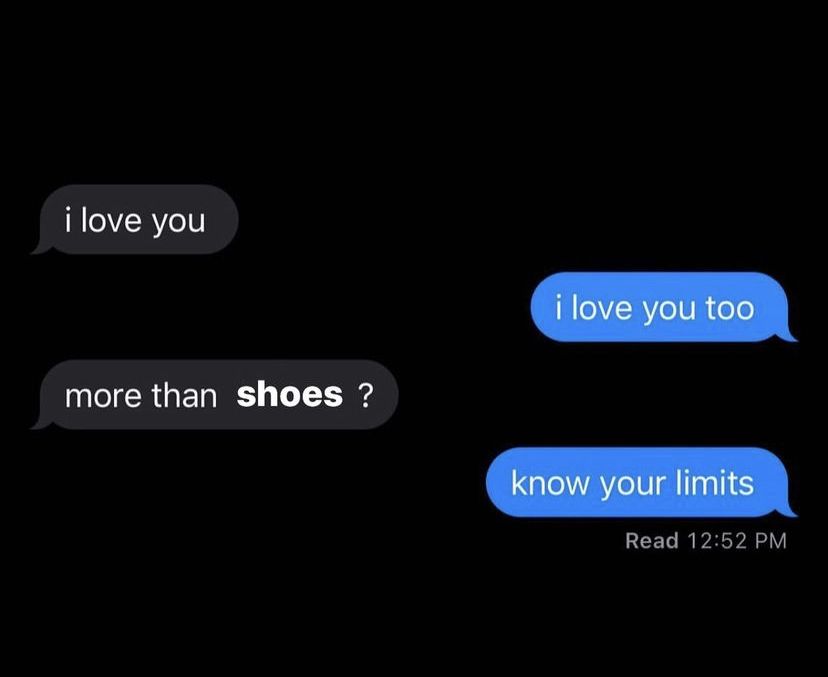 i love you
i love you too
more than shoes ?
know your limits
Read 12:52 PM